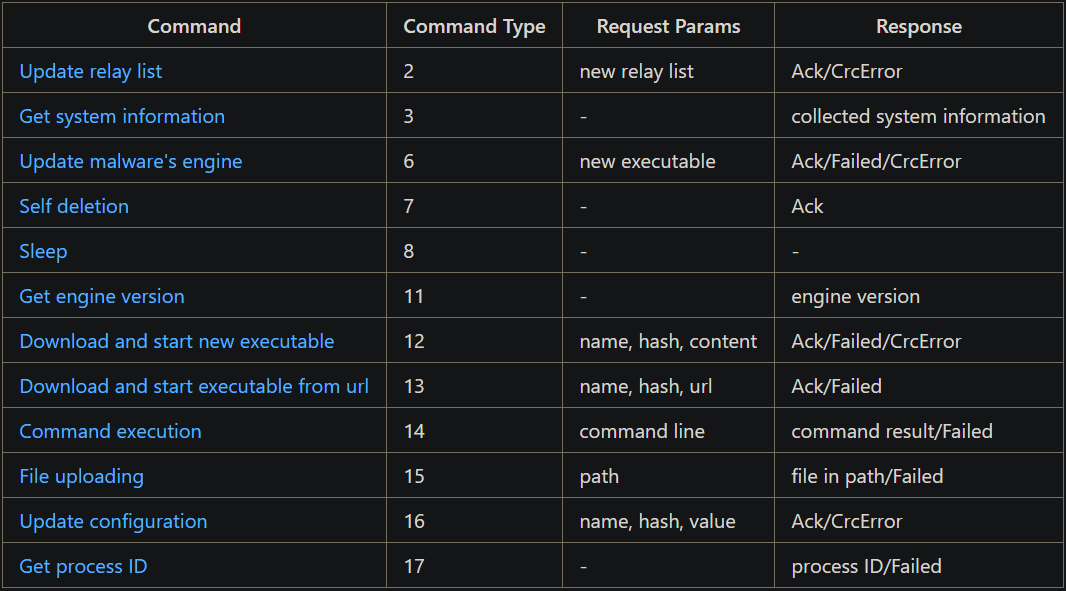 Command Command Type Request Params Response
Update relay list 2 new relay list Ack/CrcError
Get system information 3 - collected system information
Update malware's engine 6 new executable Ack/Failed/CrcError
Self deletion 7 - Ack
Sleep 8 - -
Get engine version 11 - engine version
Download and start new executable 12 name, hash, content Ack/Failed/CrcError
Download and start executable from url 13 name, hash, url Ack/Failed
Command execution 14 command line command result/Failed
File uploading 15 path file in path/Failed
Update configuration 16 name, hash, value Ack/CrcError
Get process ID 17 - process ID/Failed